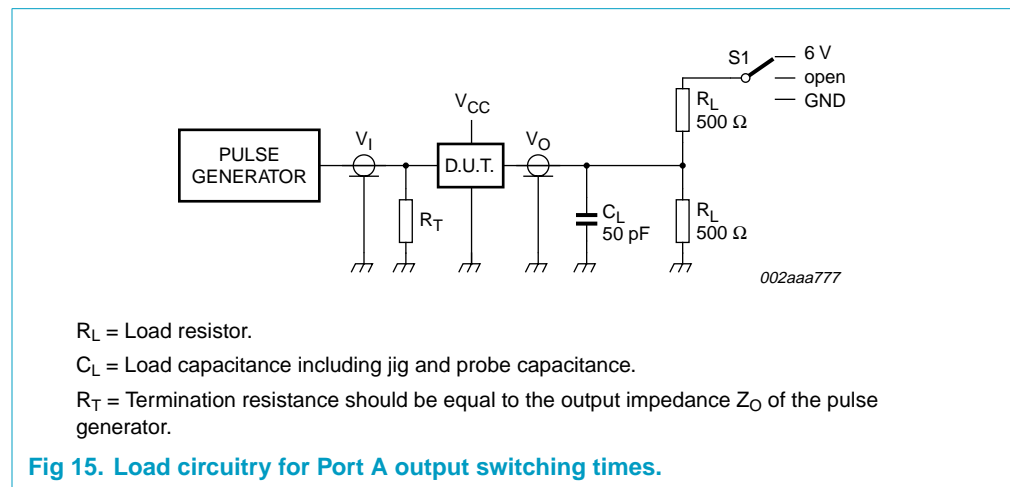 S1
6 V
open
GND
R_L
500 Ω
V_CC
V_I
V_O
PULSE
GENERATOR
D.U.T.
R_T
C_L
50 pF
R_L
500 Ω
002aaa777
R_L = Load resistor.
C_L = Load capacitance including jig and probe capacitance.
R_T = Termination resistance should be equal to the output impedance Z_O of the pulse
generator.
Fig 15. Load circuitry for Port A output switching times.